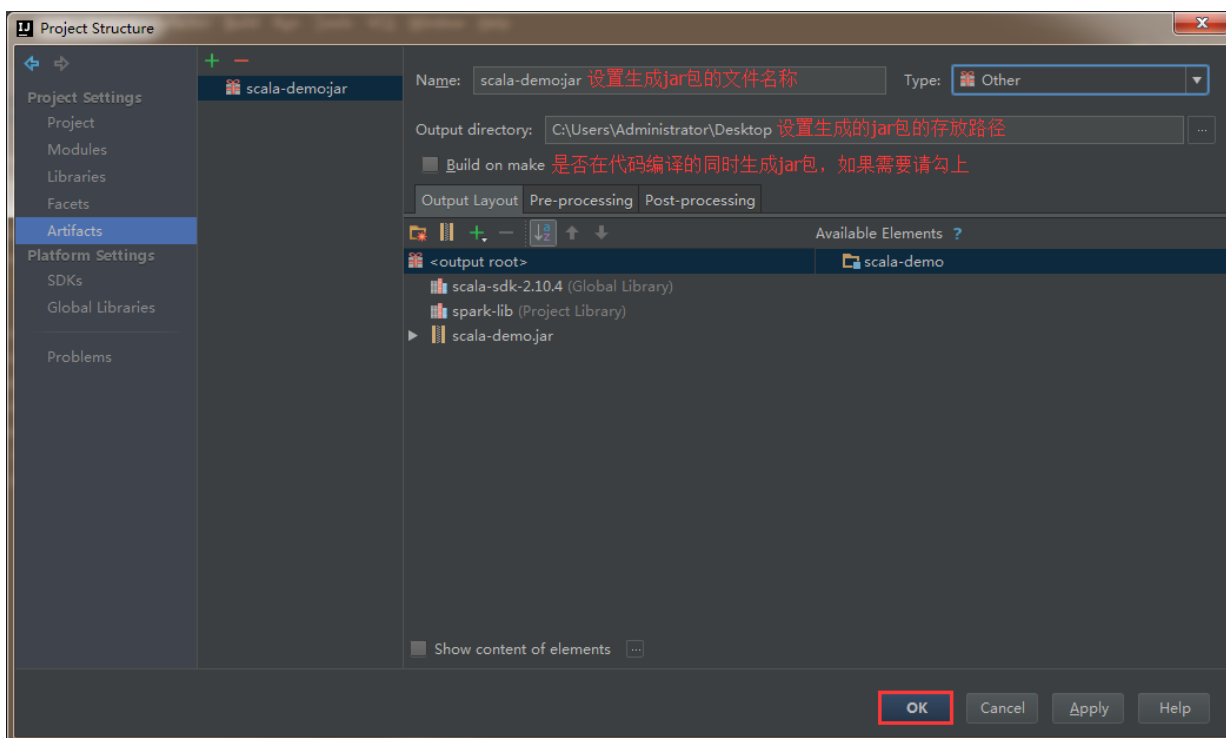 Project Structure
Project Settings
Project
Modules
Libraries
Facets
Artifacts
Platform Settings
SDKs
Global Libraries
Problems
scala-demo:jar
Name: scala-demo:jar 设置生成jar包的文件名称 Type: Other
Output directory: C:\Users\Administrator\Desktop 设置生成的jar包的存放路径 ...
Build on make 是否在代码编译的同时生成jar包，如果需要请勾上
Output Layout Pre-processing Post-processing
Available Elements ?
<output root> scala-demo
scala-sdk-2.10.4 (Global Library)
spark-lib (Project Library)
scala-demo.jar
Show content of elements ...
OK Cancel Apply Help